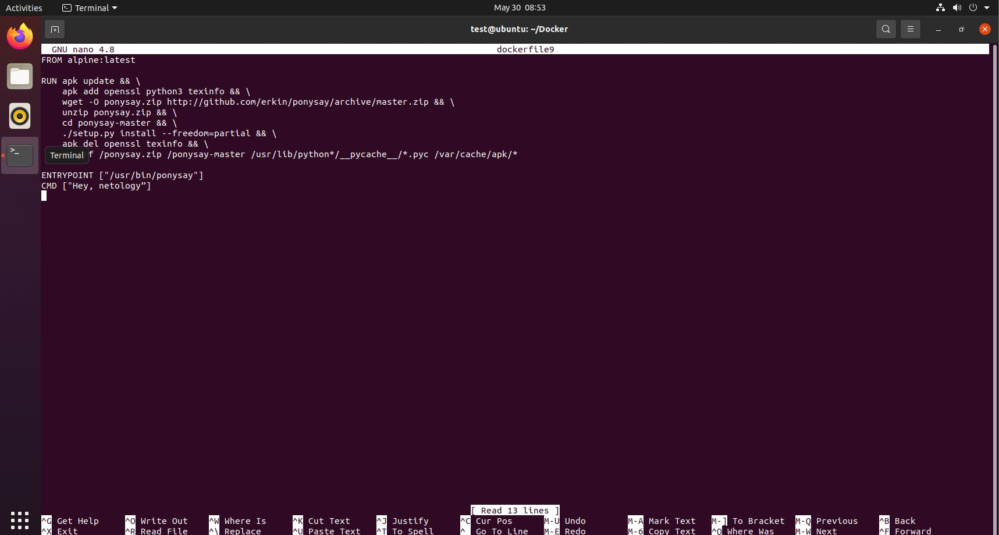 Activities Terminal May 30 08:53
test@ubuntu: ~/Docker
GNU nano 4.8 dockerfile9
FROM alpine:latest
RUN apk update && \
apk add openssl python3 texinfo && \
wget -O ponysay.zip http://github.com/erkin/ponysay/archive/master.zip && \
unzip ponysay.zip && \
cd ponysay-master && \
./setup.py install --freedom=partial && \
apk del openssl texinfo && \
Terminal f /ponysay.zip /ponysay-master /usr/lib/python*/__pycache__/*.pyc /var/cache/apk/*
ENTRYPOINT ["/usr/bin/ponysay"]
CMD ["Hey, netology”]
[ Read 13 lines ]
^G Get Help ^O Write Out ^W Where Is ^K Cut Text ^J Justify ^C Cur Pos M-U Undo M-A Mark Text M-] To Bracket M-Q Previous ^B Back
^X Exit ^R Read File ^\ Replace ^U Paste Text ^T To Spell ^_ Go To Line M-E Redo M-6 Copy Text ^Q Where Was M-W Next ^F Forward